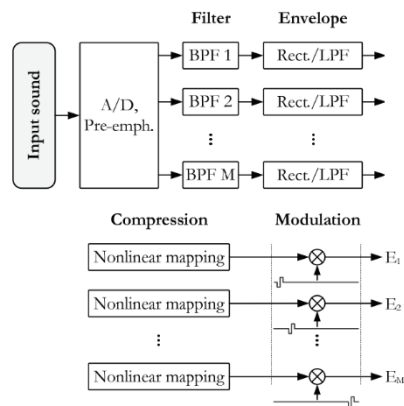 Filter Envelope
Input sound
A/D,
Pre-emph.
BPF 1 Rect./LPF
BPF 2 Rect./LPF
... ...
BPF M Rect./LPF
Compression Modulation
Nonlinear mapping E1
Nonlinear mapping E2
... ...
Nonlinear mapping EM